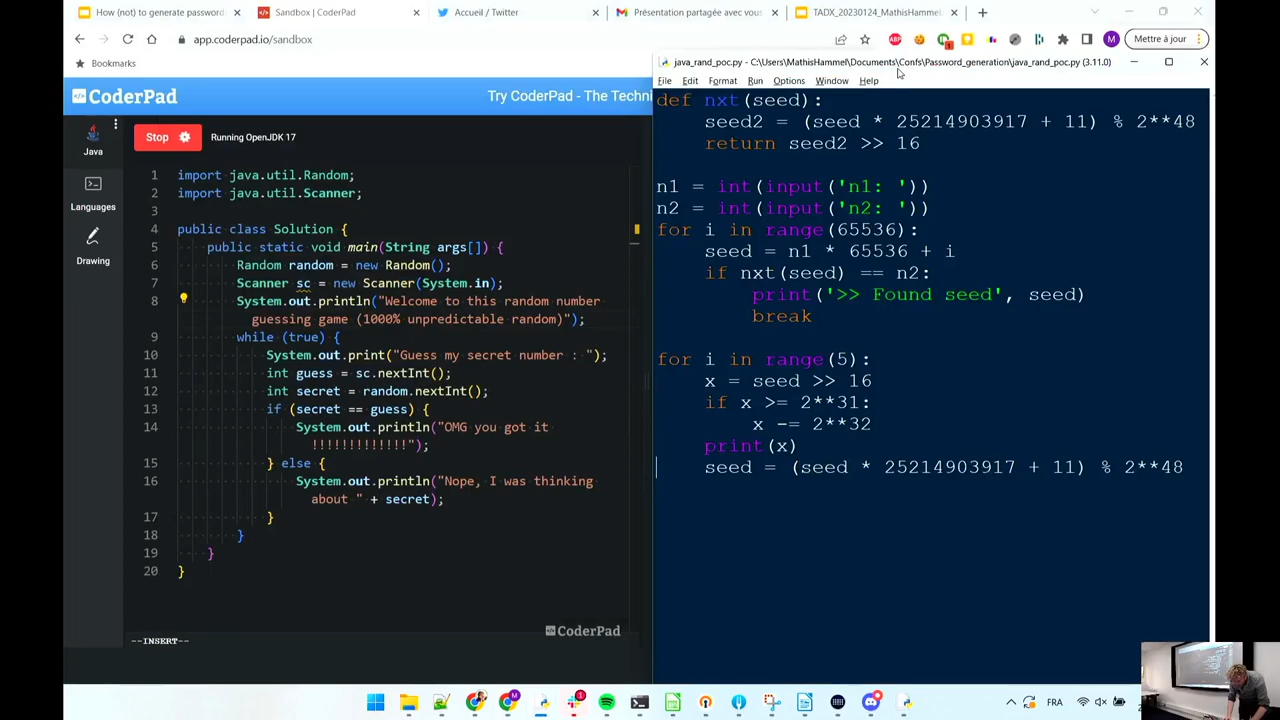 How (not) to generate password
Sandbox | CoderPad
Accueil / Twitter
Présentation partagée avec vous
TADX_20230124_MathisHammel
app.coderpad.io/sandbox
ABP
1
M
Mettre à jour
Bookmarks
java_rand_poc.py - C:\Users\MathisHammel\Documents\Confs\Password_generation\java_rand_poc.py (3.11.0)
File Edit Format Run Options Window Help
CoderPad
Try CoderPad - The Techni
Java
Stop
Running OpenJDK 17
Languages
Drawing
1 import java.util.Random;
2 import java.util.Scanner;
3
4 public class Solution {
5 public static void main(String args[]) {
6 Random random = new Random();
7 Scanner sc = new Scanner(System.in);
8 System.out.println("Welcome to this random number
guessing game (1000% unpredictable random)");
9 while (true) {
10 System.out.print("Guess my secret number : ");
11 int guess = sc.nextInt();
12 int secret = random.nextInt();
13 if (secret == guess) {
14 System.out.println("OMG you got it
!!!!!!!!!!!!!");
15 } else {
16 System.out.println("Nope, I was thinking
about " + secret);
17 }
18 }
19 }
20 }
CoderPad
--INSERT--
def nxt(seed):
seed2 = (seed * 25214903917 + 11) % 2**48
return seed2 >> 16
n1 = int(input('n1: '))
n2 = int(input('n2: '))
for i in range(65536):
seed = n1 * 65536 + i
if nxt(seed) == n2:
print('>> Found seed', seed)
break
for i in range(5):
x = seed >> 16
if x >= 2**31:
x -= 2**32
print(x)
seed = (seed * 25214903917 + 11) % 2**48
FRA